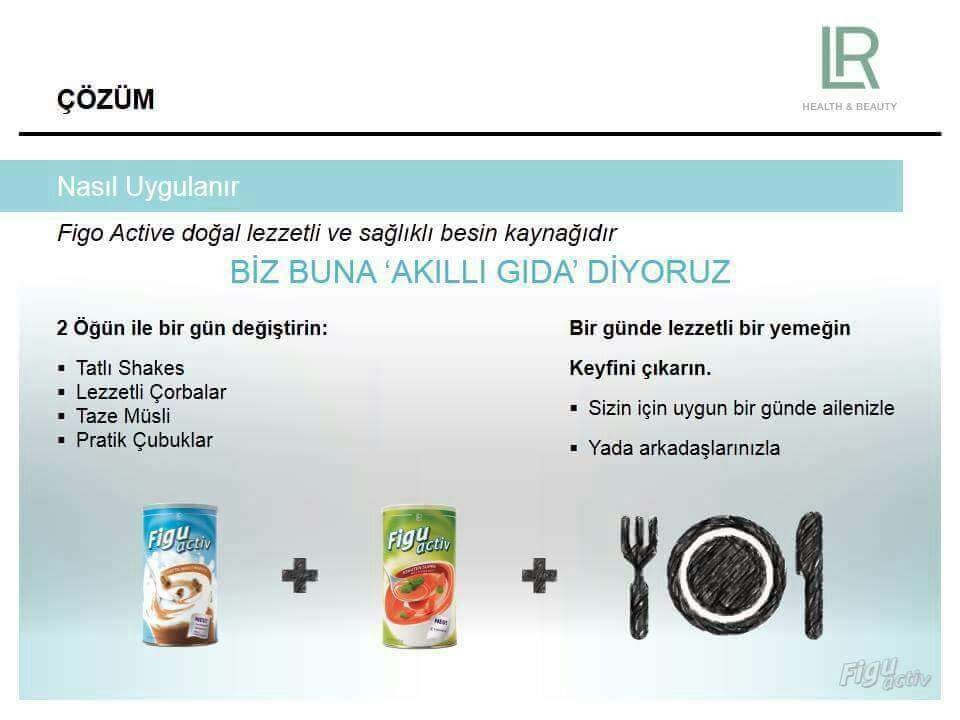 LR
HEALTH & BEAUTY
ÇÖZÜM
Nasıl Uygulanır
Figo Active doğal lezzetli ve sağlıklı besin kaynağıdır
BİZ BUNA ‘AKILLI GIDA’ DİYORUZ
2 Öğün ile bir gün değiştirin:
▪ Tatlı Shakes
▪ Lezzetli Çorbalar
▪ Taze Müsli
▪ Pratik Çubuklar
Bir günde lezzetli bir yemeğin
Keyfini çıkarın.
▪ Sizin için uygun bir günde ailenizle
▪ Yada arkadaşlarınızla
Figu
activ
NEU!
Figu
activ
NEU!
Figu
activ